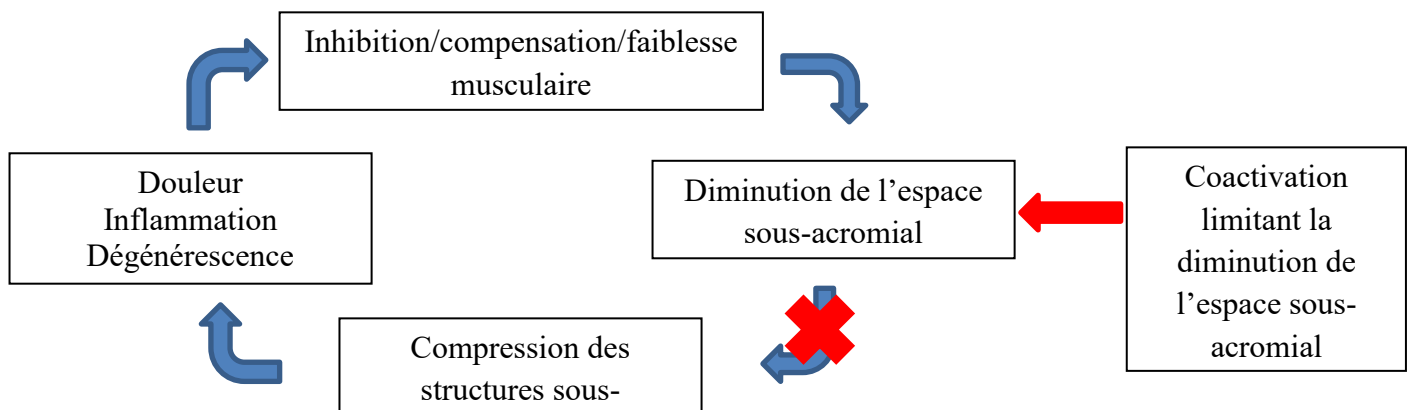 Inhibition/compensation/faiblesse
musculaire
Douleur
Inflammation
Dégénérescence
Diminution de l’espace
sous-acromial
Coactivation
limitant la
diminution de
l’espace sous-
acromial
Compression des
structures sous-